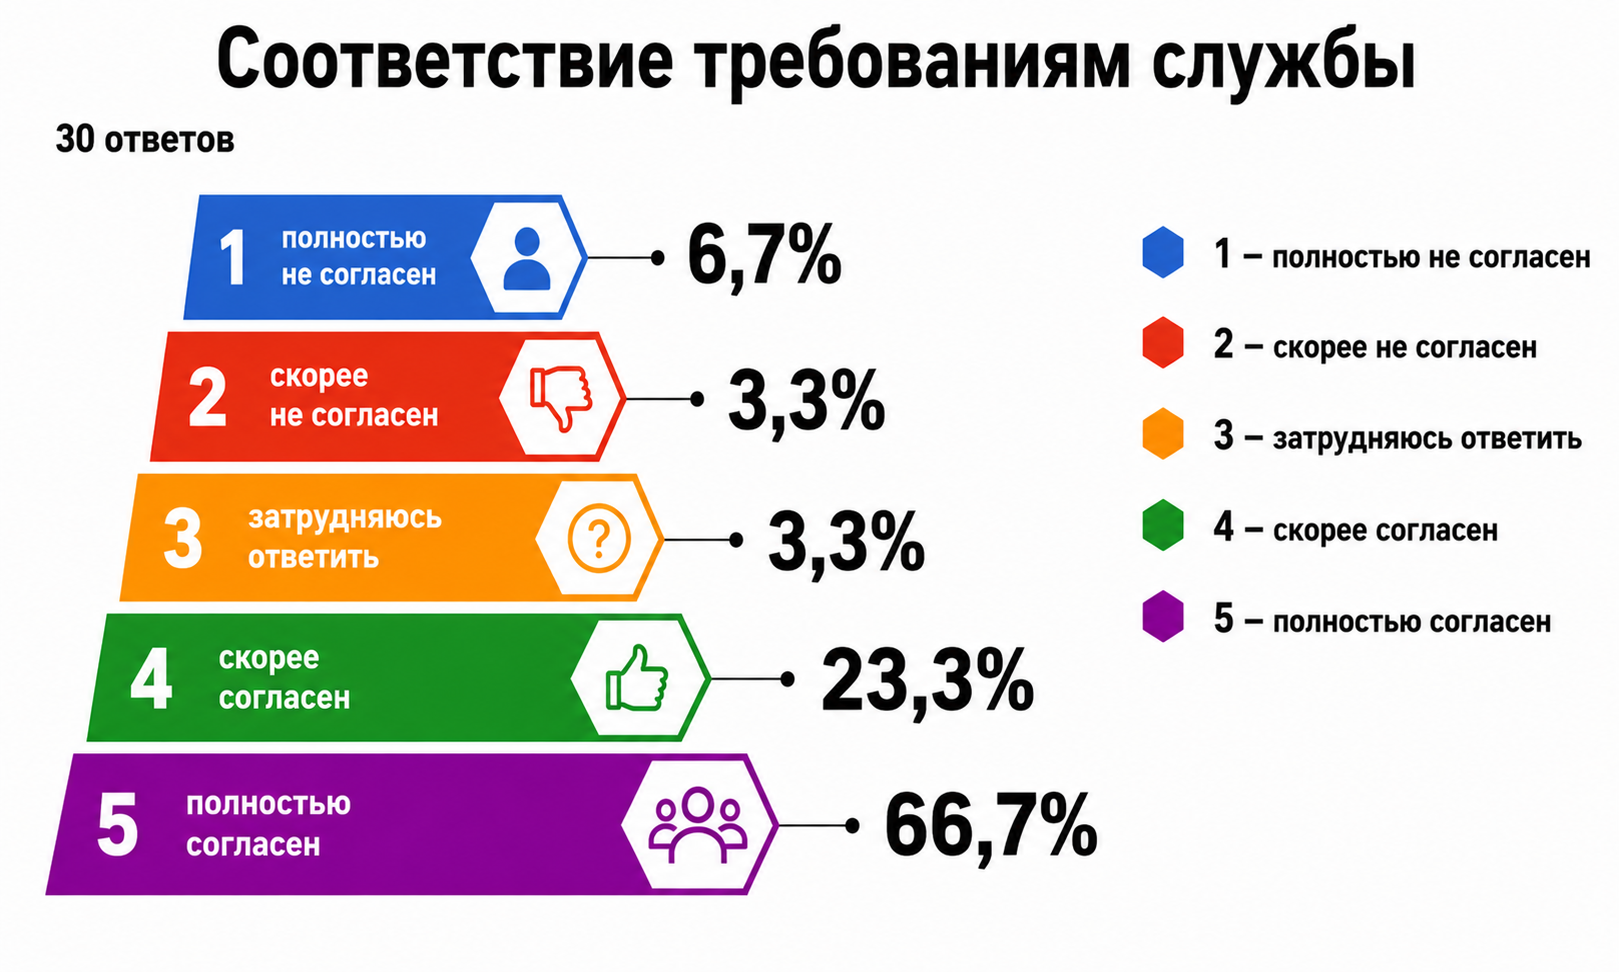 Соответствие требованиям службы
30 ответов
1 полностью
не согласен
6,7%
2 скорее
не согласен
3,3%
3 затрудняюсь
ответить
?
3,3%
4 скорее
согласен
23,3%
5 полностью
согласен
66,7%
1 – полностью не согласен
2 – скорее не согласен
3 – затрудняюсь ответить
4 – скорее согласен
5 – полностью согласен